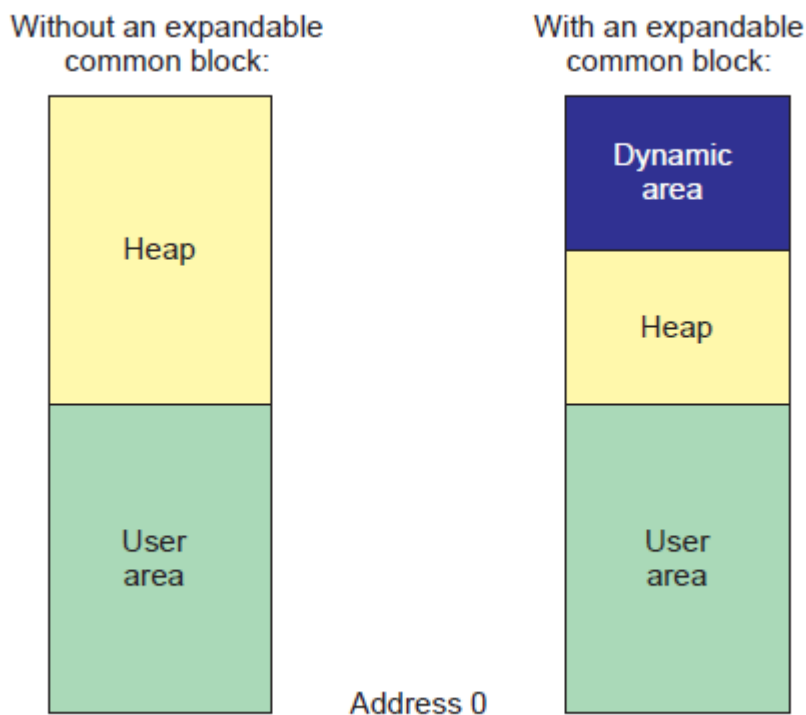 Without an expandable
common block:
Heap
User
area
With an expandable
common block:
Dynamic
area
Heap
User
area
Address 0